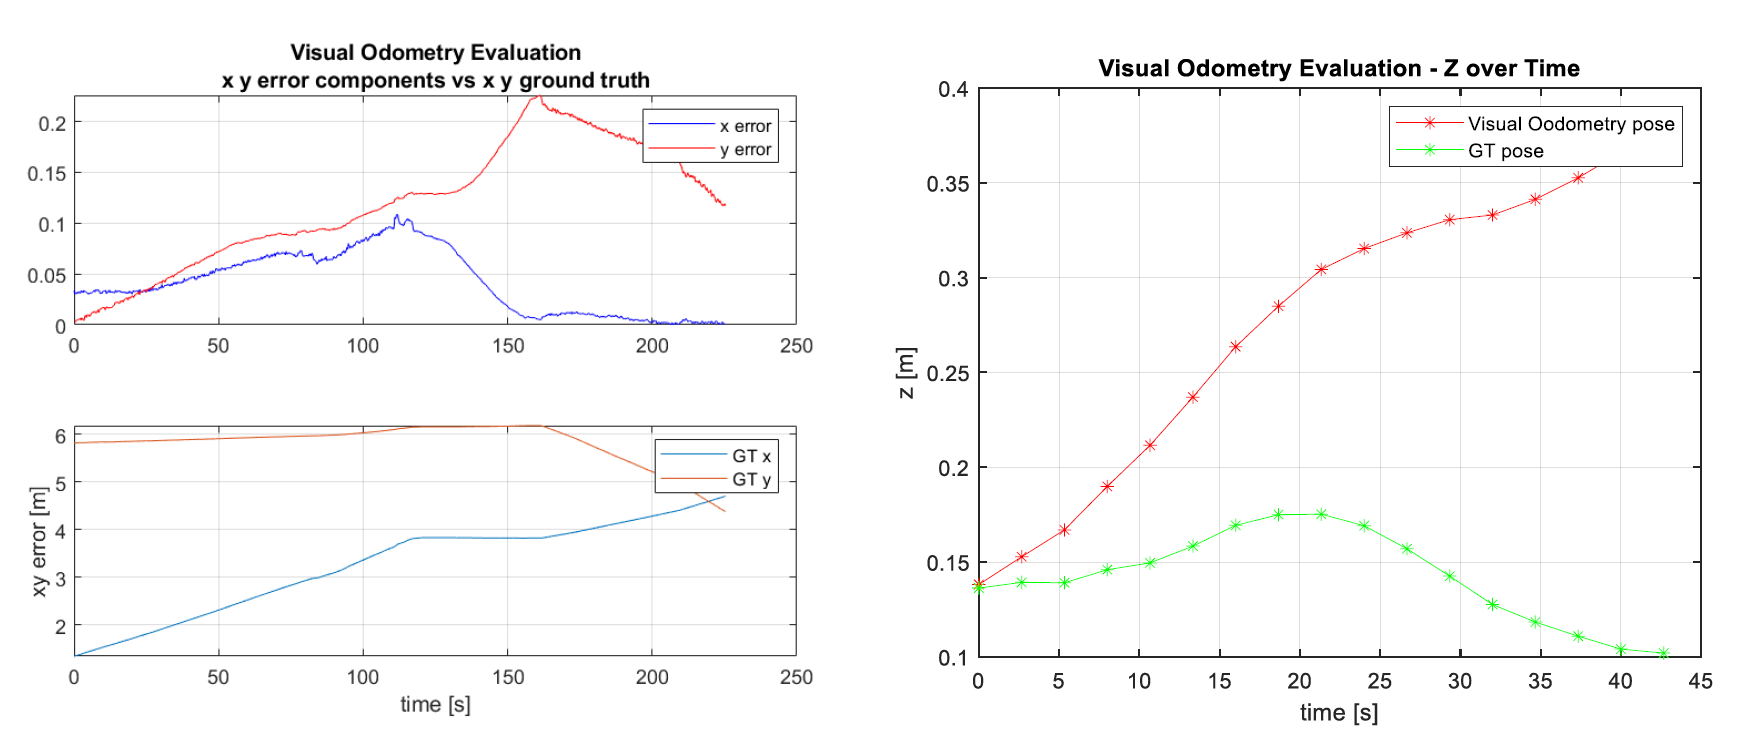 Visual Odometry Evaluation
x y error components vs x y ground truth
0.2
0.15
0.1
0.05
0
x error
y error
0 50 100 150 200 250
xy error [m]
6
5
4
3
2
GT x
GT y
0 50 100 150 200 250
time [s]
Visual Odometry Evaluation - Z over Time
z [m]
0.4
0.35
0.3
0.25
0.2
0.15
0.1
Visual Oodometry pose
GT pose
0 5 10 15 20 25 30 35 40 45
time [s]